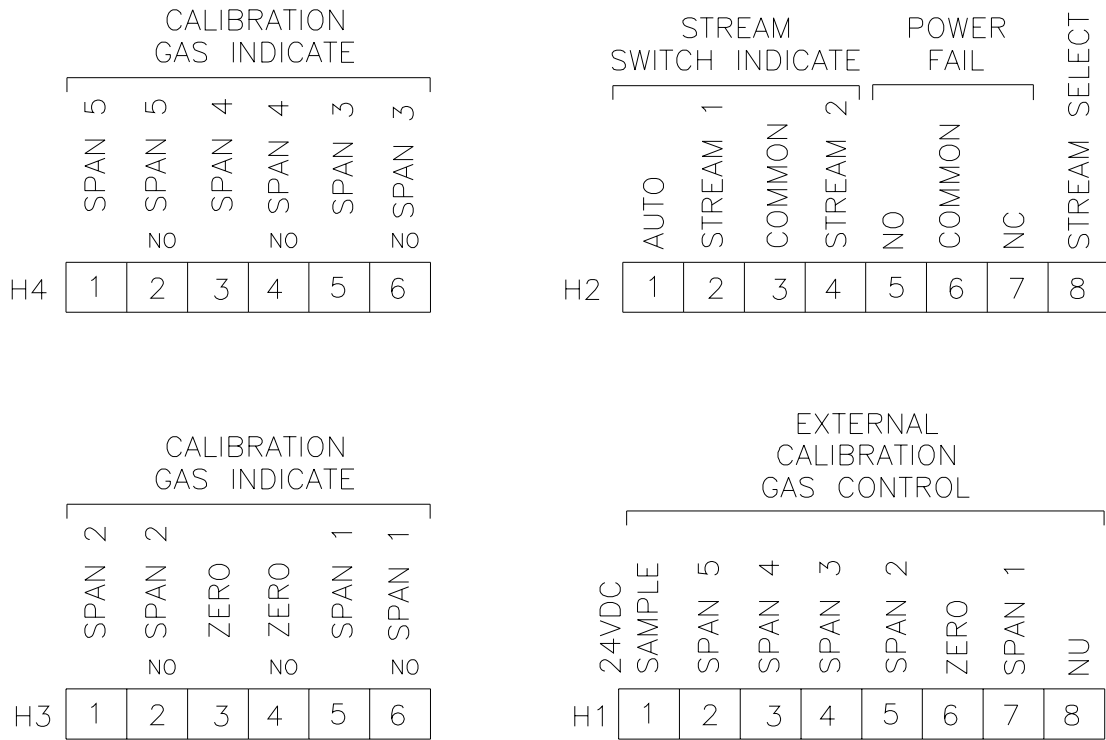 CALIBRATION
GAS INDICATE
SPAN 5
SPAN 5
SPAN 4
SPAN 4
SPAN 3
SPAN 3
NO
NO
NO
H4 1 2 3 4 5 6
STREAM
SWITCH INDICATE
POWER
FAIL
AUTO
STREAM 1
COMMON
STREAM 2
NO
COMMON
NC
STREAM SELECT
H2 1 2 3 4 5 6 7 8
CALIBRATION
GAS INDICATE
SPAN 2
SPAN 2
ZERO
ZERO
SPAN 1
SPAN 1
NO
NO
NO
H3 1 2 3 4 5 6
EXTERNAL
CALIBRATION
GAS CONTROL
24VDC
SAMPLE
SPAN 5
SPAN 4
SPAN 3
SPAN 2
ZERO
SPAN 1
NU
H1 1 2 3 4 5 6 7 8